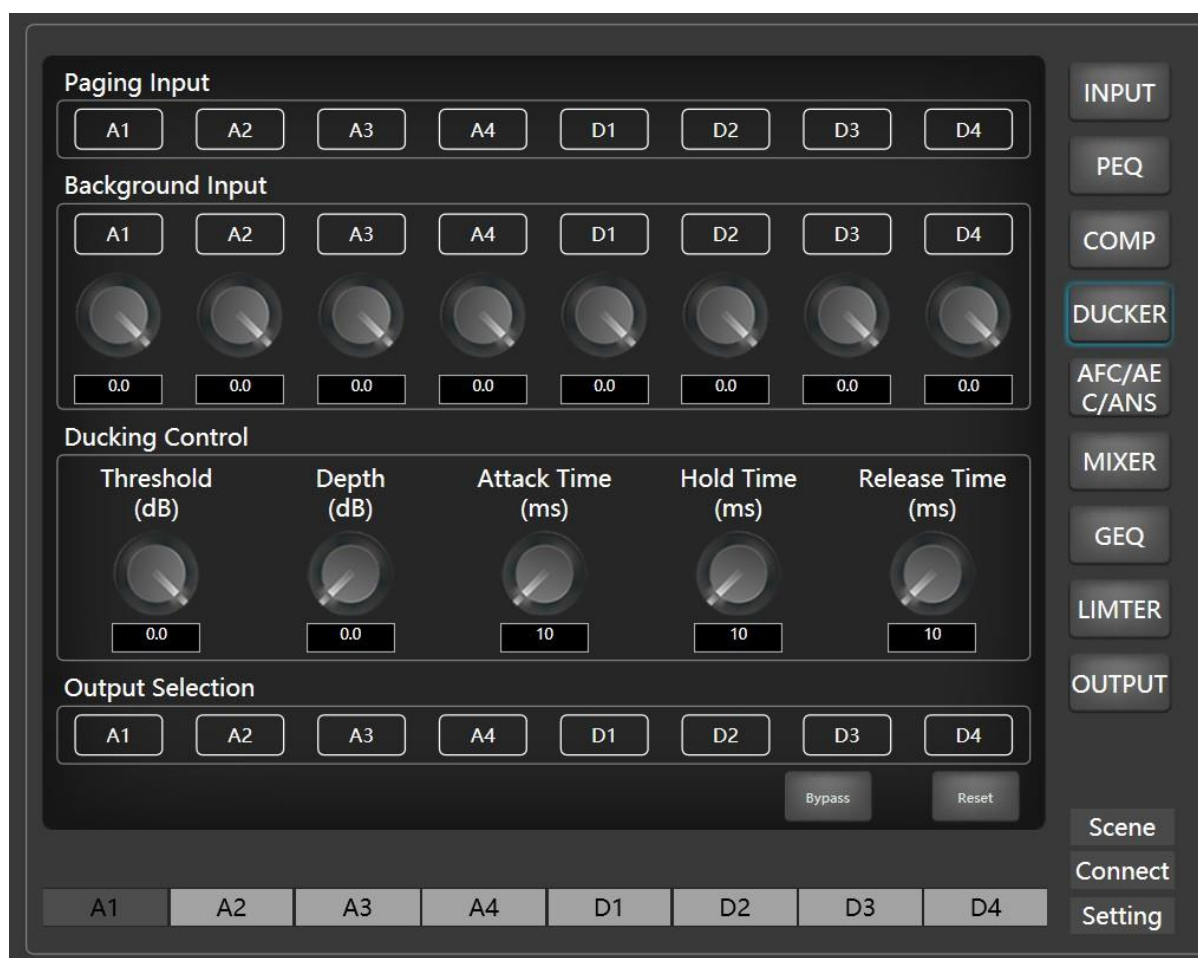 Paging Input
A1 A2 A3 A4 D1 D2 D3 D4
Background Input
A1 A2 A3 A4 D1 D2 D3 D4
0.0 0.0 0.0 0.0 0.0 0.0 0.0 0.0
Ducking Control
Threshold Depth Attack Time Hold Time Release Time
(dB) (dB) (ms) (ms) (ms)
0.0 0.0 10 10 10
Output Selection
A1 A2 A3 A4 D1 D2 D3 D4
Bypass Reset
A1 A2 A3 A4 D1 D2 D3 D4
INPUT
PEQ
COMP
DUCKER
AFC/AE
C/ANS
MIXER
GEQ
LIMTER
OUTPUT
Scene
Connect
Setting